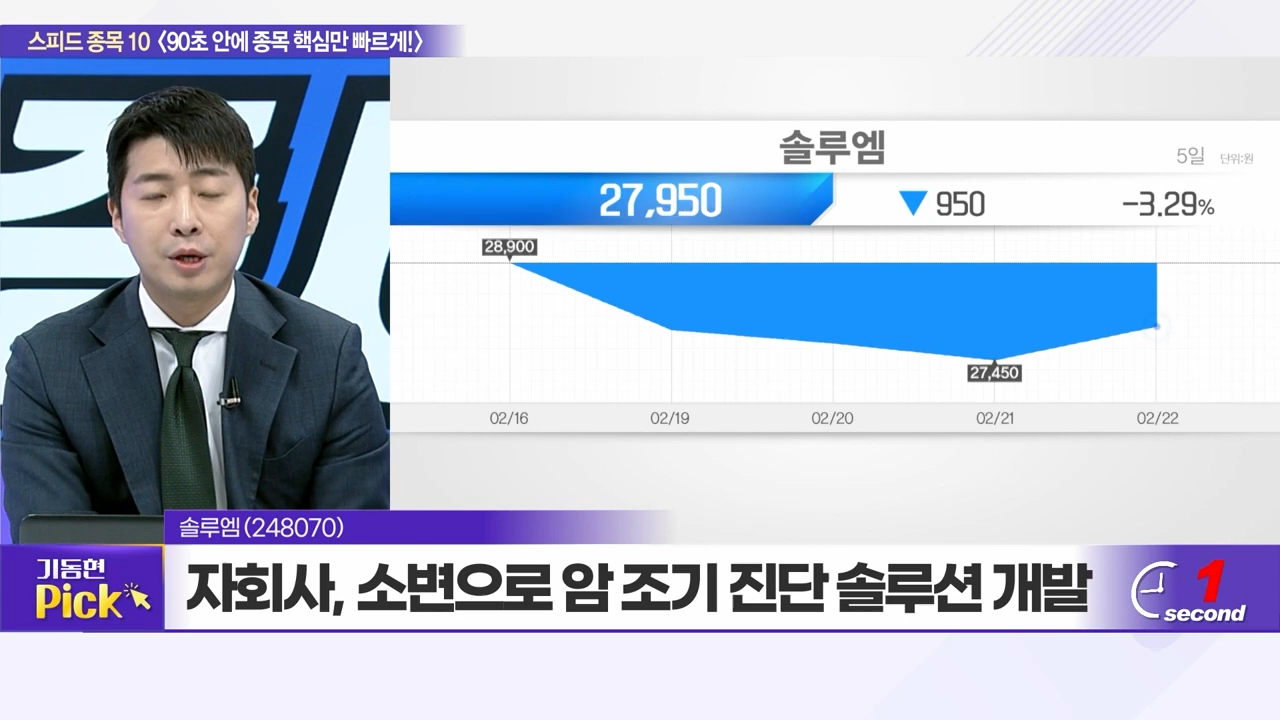 스피드 종목 10 〈90초 안에 종목 핵심만 빠르게!〉
솔루엠
5일 단위:원
27,950 ▼ 950 -3.29%
28,900
27,450
02/16 02/19 02/20 02/21 02/22
솔루엠(248070)
기동현
Pick
자회사, 소변으로 암 조기 진단 솔루션 개발
1
second